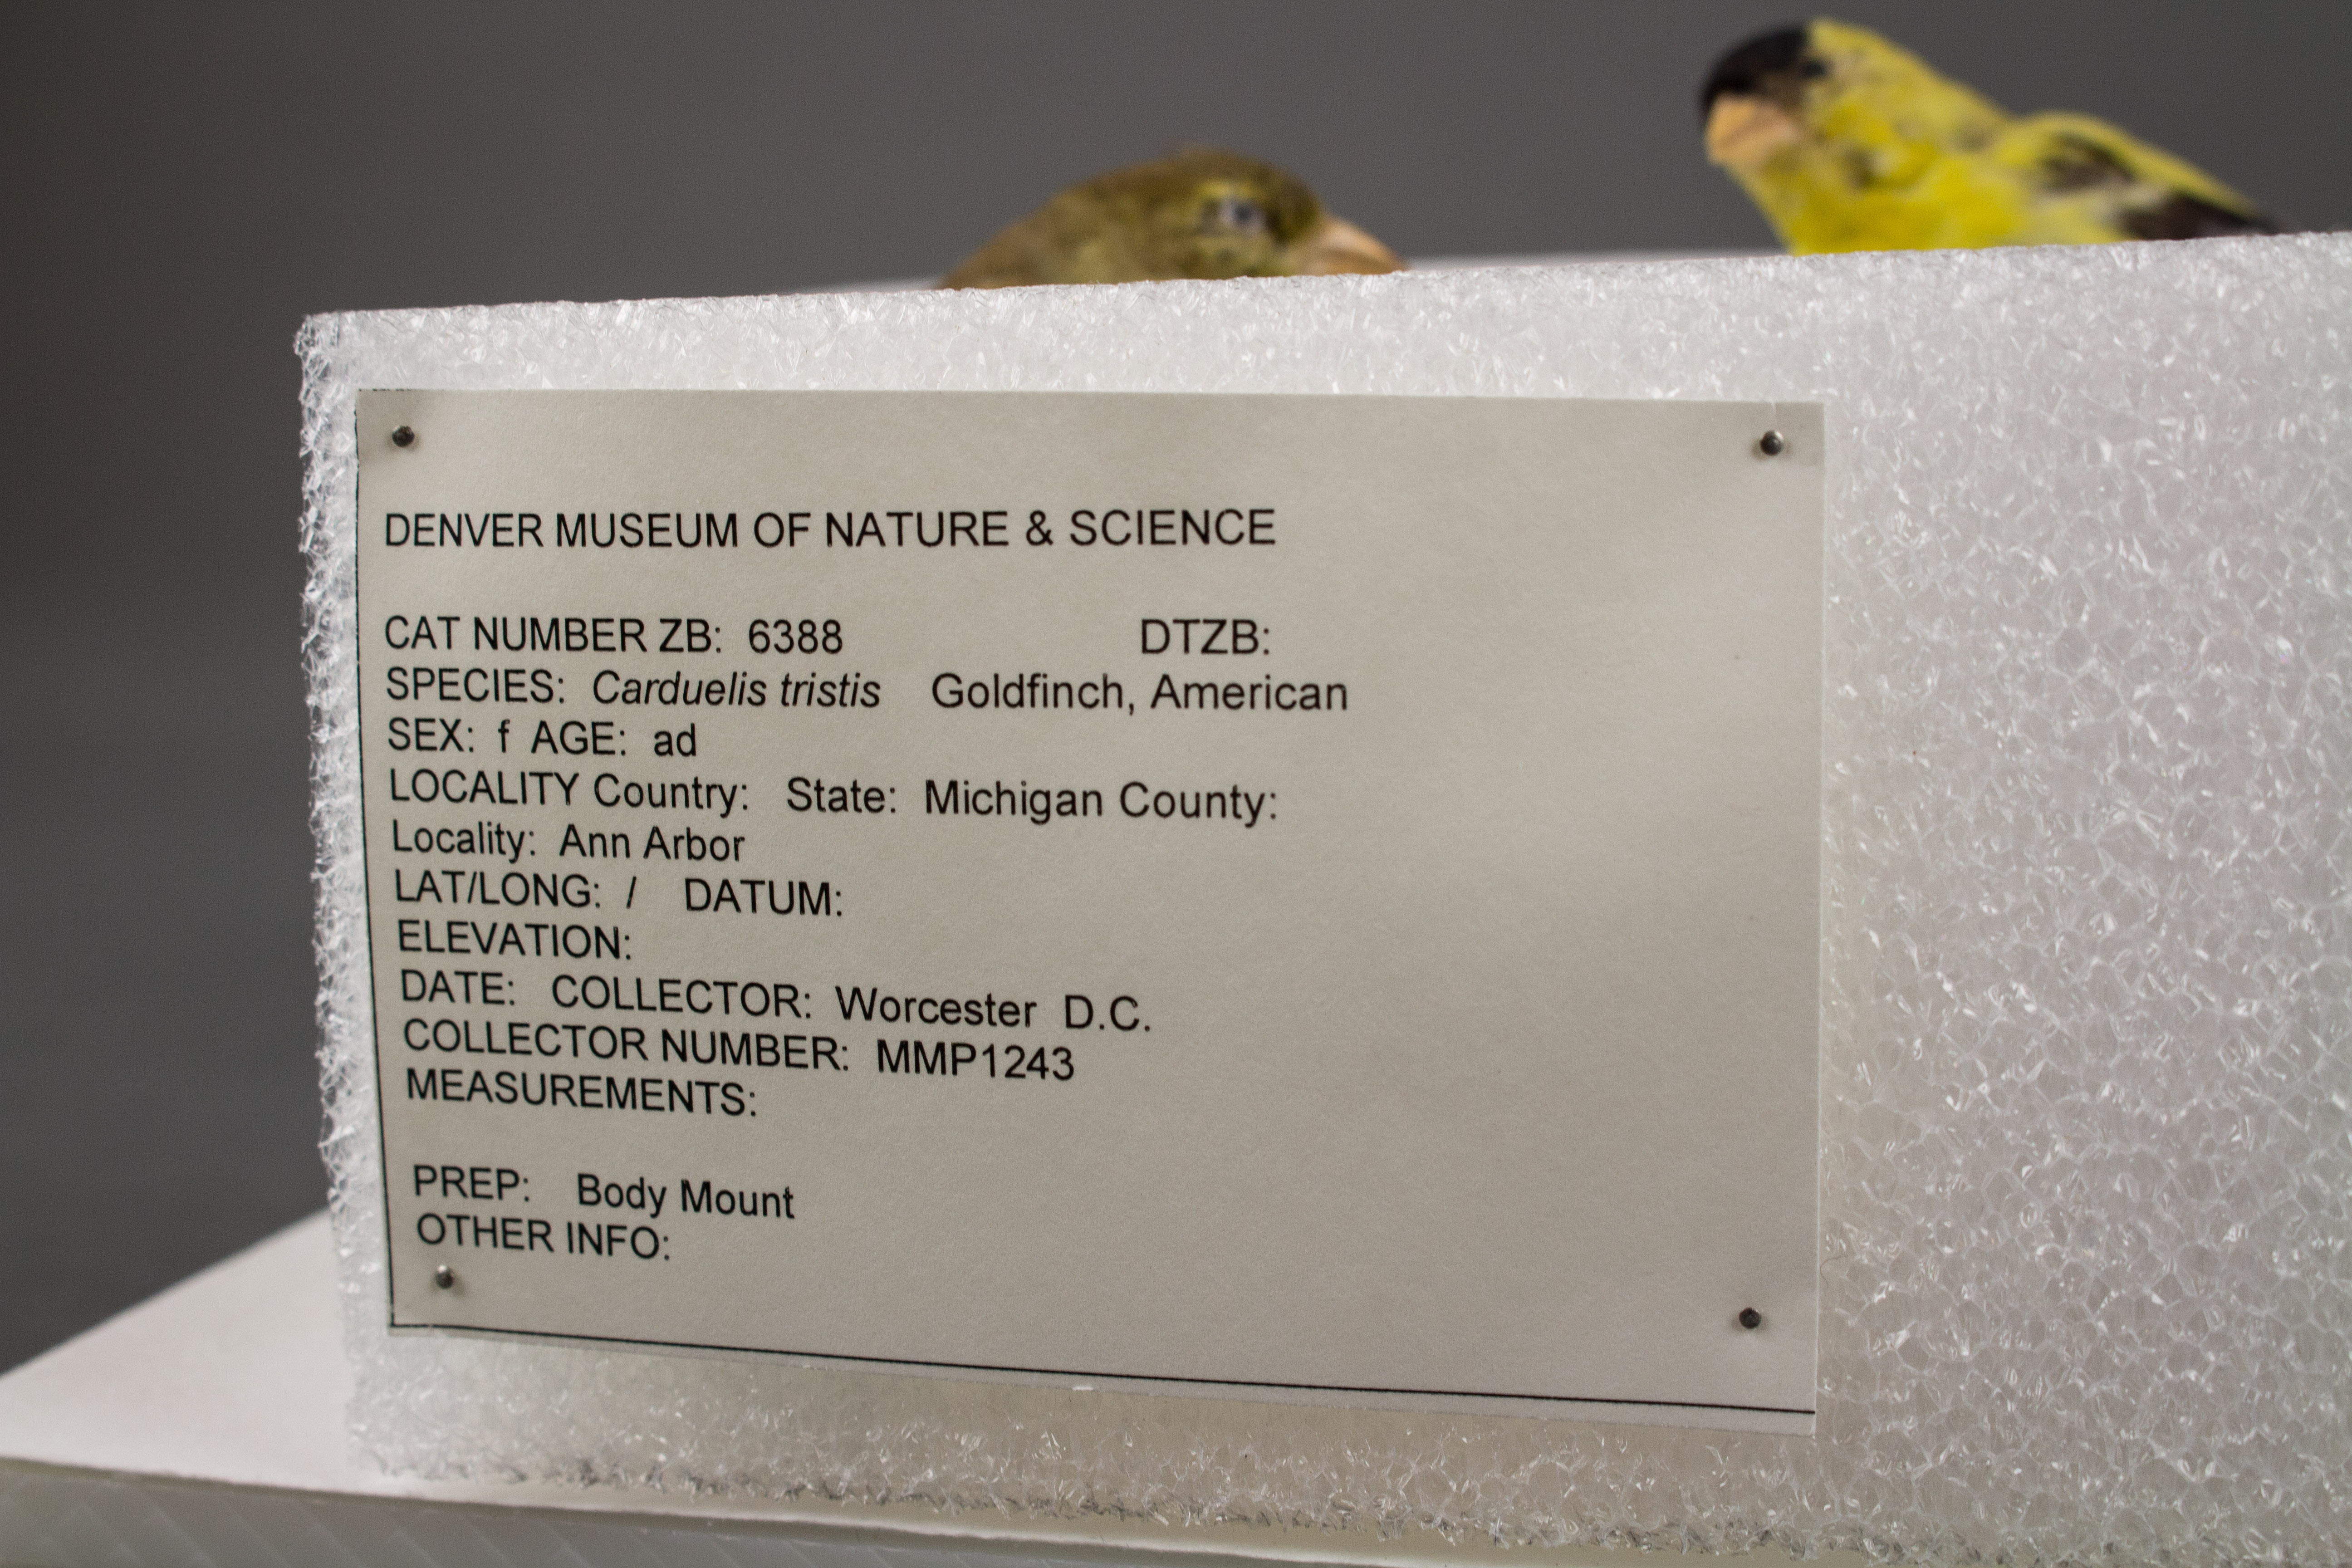 DENVER MUSEUM OF NATURE & SCIENCE
CAT NUMBER ZB: 6388 DTZB:
SPECIES: Carduelis tristis Goldfinch, American
SEX: f AGE: ad
LOCALITY Country: State: Michigan County:
Locality: Ann Arbor
LAT/LONG: / DATUM:
ELEVATION:
DATE: COLLECTOR: Worcester D.C.
COLLECTOR NUMBER: MMP1243
MEASUREMENTS:
PREP: Body Mount
OTHER INFO: